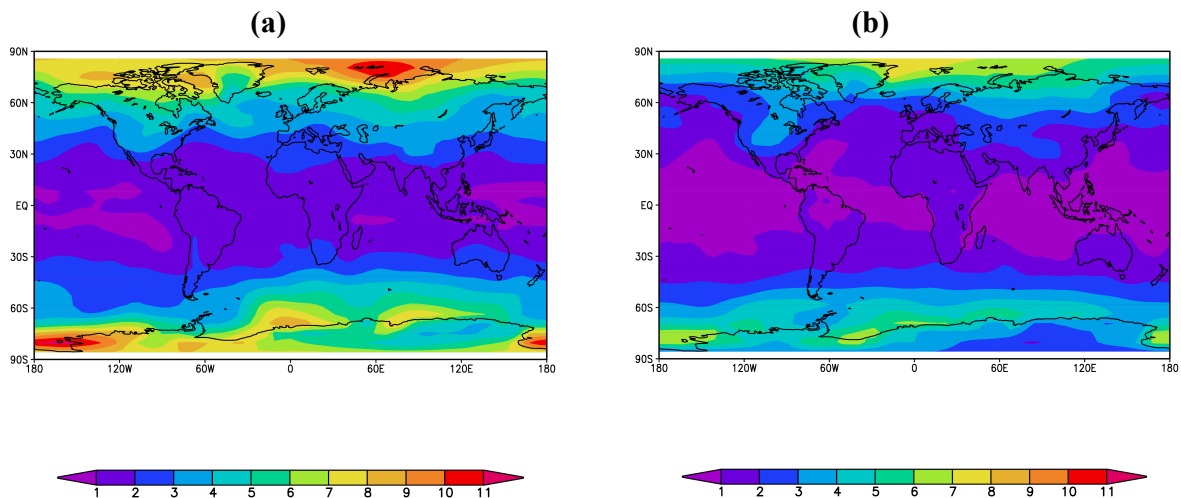 (a) (b)
90N 90N
60N 60N
30N 30N
EQ EQ
30S 30S
60S 60S
90S 90S
180 120W 60W 0 60E 120E 180 180 120W 60W 0 60E 120E 180
1 2 3 4 5 6 7 8 9 10 11 1 2 3 4 5 6 7 8 9 10 11